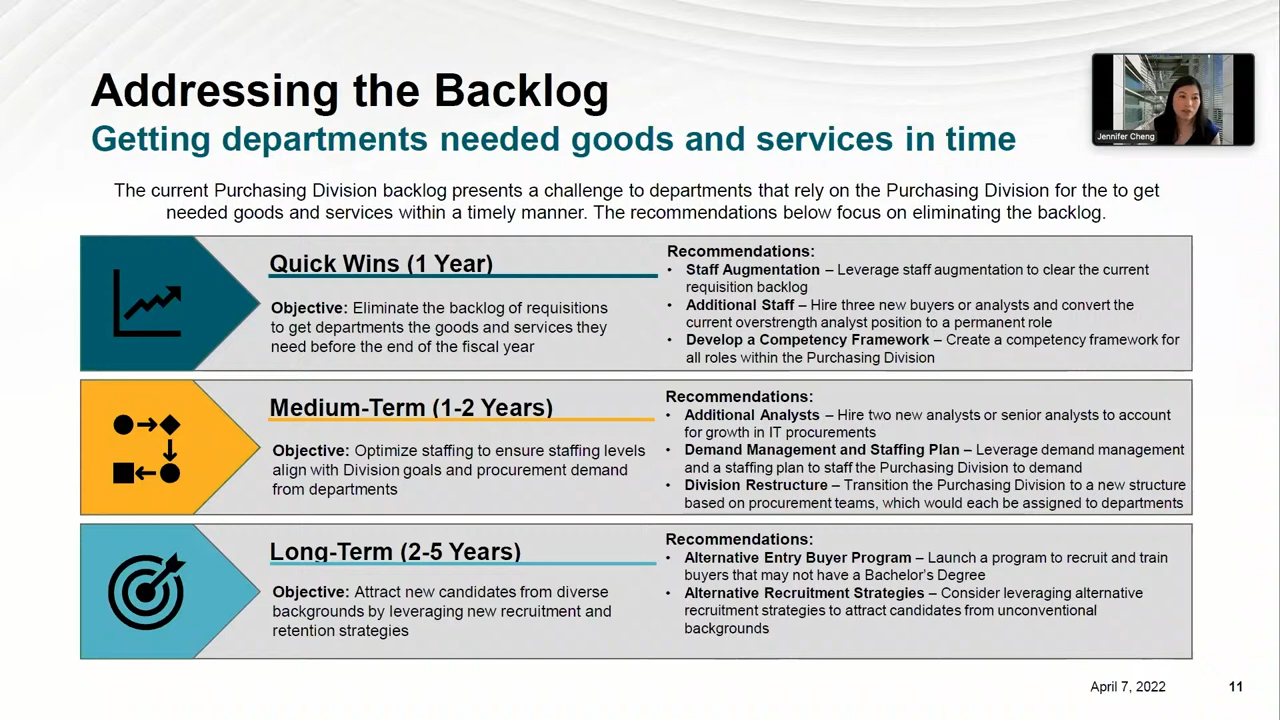 Addressing the Backlog
Getting departments needed goods and services in time
Jennifer Cheng
The current Purchasing Division backlog presents a challenge to departments that rely on the Purchasing Division for the to get
needed goods and services within a timely manner. The recommendations below focus on eliminating the backlog.
Quick Wins (1 Year)
Objective: Eliminate the backlog of requisitions
to get departments the goods and services they
need before the end of the fiscal year
Recommendations:
• Staff Augmentation – Leverage staff augmentation to clear the current
requisition backlog
• Additional Staff – Hire three new buyers or analysts and convert the
current overstrength analyst position to a permanent role
• Develop a Competency Framework – Create a competency framework for
all roles within the Purchasing Division
Medium-Term (1-2 Years)
Objective: Optimize staffing to ensure staffing levels
align with Division goals and procurement demand
from departments
Recommendations:
• Additional Analysts – Hire two new analysts or senior analysts to account
for growth in IT procurements
• Demand Management and Staffing Plan – Leverage demand management
and a staffing plan to staff the Purchasing Division to demand
• Division Restructure – Transition the Purchasing Division to a new structure
based on procurement teams, which would each be assigned to departments
Long-Term (2-5 Years)
Objective: Attract new candidates from diverse
backgrounds by leveraging new recruitment and
retention strategies
Recommendations:
• Alternative Entry Buyer Program – Launch a program to recruit and train
buyers that may not have a Bachelor's Degree
• Alternative Recruitment Strategies – Consider leveraging alternative
recruitment strategies to attract candidates from unconventional
backgrounds
April 7, 2022
11